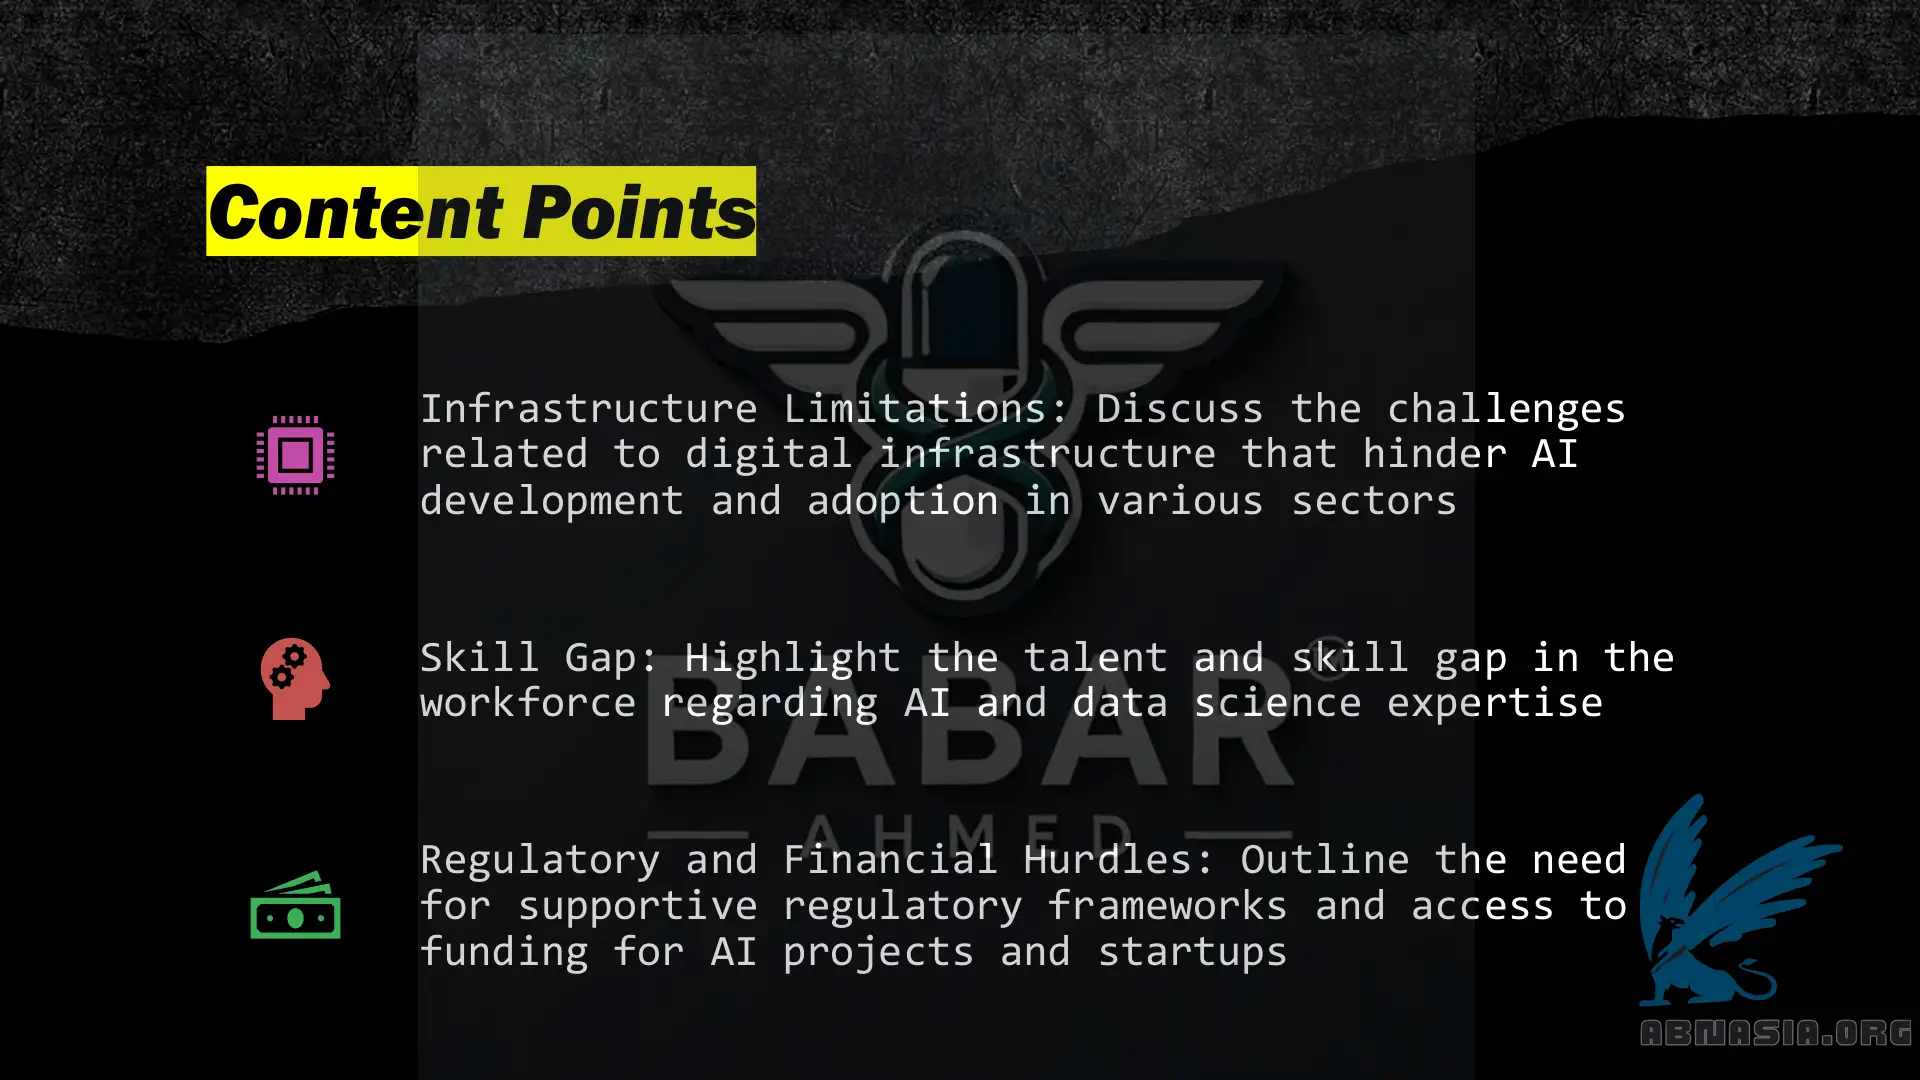 Content Points
Infrastructure Limitations: Discuss the challenges
related to digital infrastructure that hinder AI
development and adoption in various sectors
Skill Gap: Highlight the talent and skill gap in the
workforce regarding AI and data science expertise
BABAR
AHMED
Regulatory and Financial Hurdles: Outline the need
for supportive regulatory frameworks and access to
funding for AI projects and startups
ABNASIA.ORG